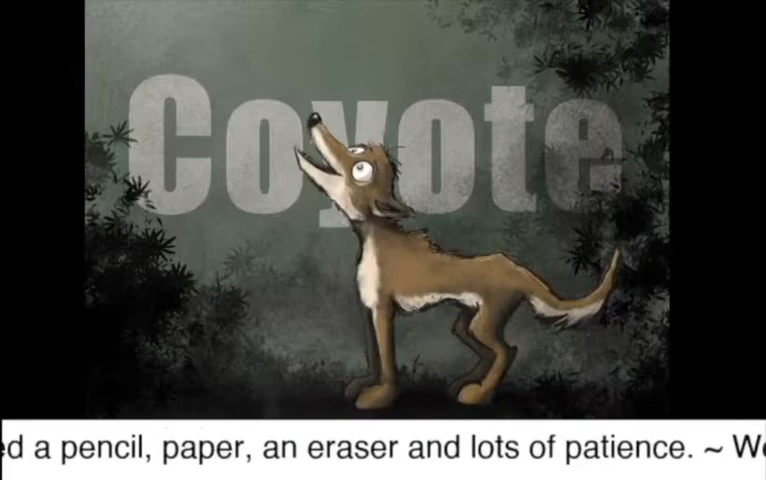 Coyote
a pencil, paper, an eraser and lots of patience. ~